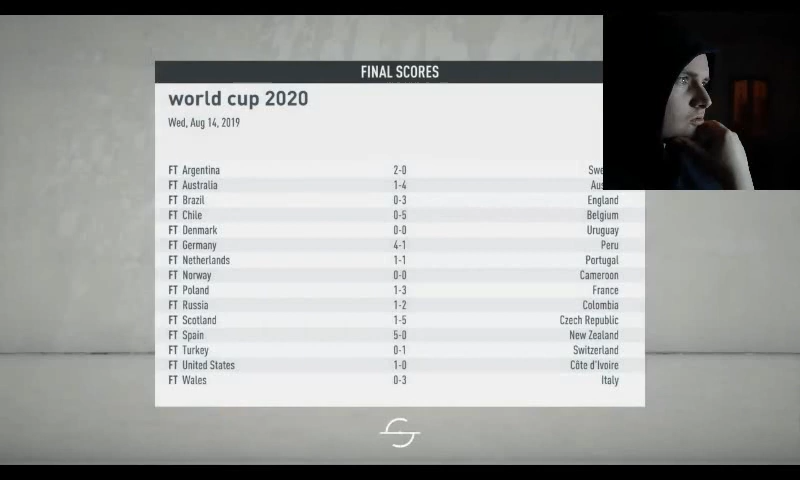 FINAL SCORES
world cup 2020
Wed, Aug 14, 2019
FT Argentina 2-0
FT Australia 1-4
FT Brazil 0-3 England
FT Chile 0-5 Belgium
FT Denmark 0-0 Uruguay
FT Germany 4-1 Peru
FT Netherlands 1-1 Portugal
FT Norway 0-0 Cameroon
FT Poland 1-3 France
FT Russia 1-2 Colombia
FT Scotland 1-5 Czech Republic
FT Spain 5-0 New Zealand
FT Turkey 0-1 Switzerland
FT United States 1-0 Côte d'Ivoire
FT Wales 0-3 Italy